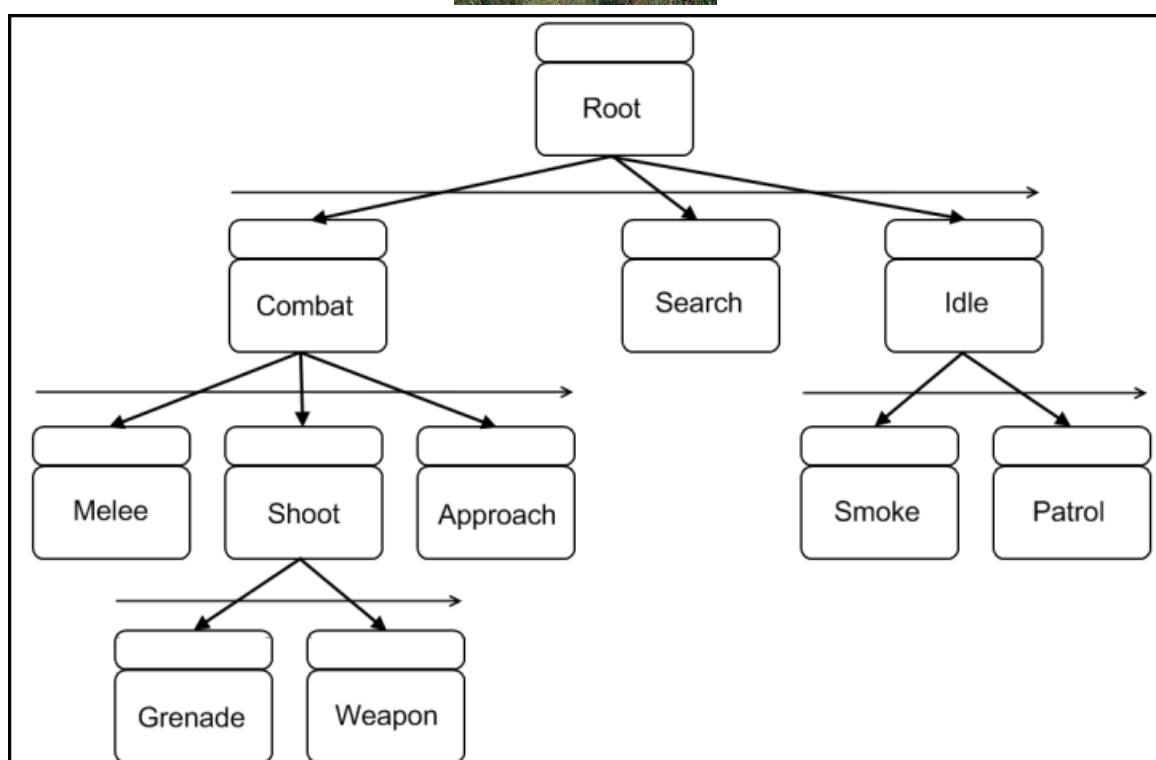 Root
Combat
Search
Idle
Melee
Shoot
Approach
Smoke
Patrol
Grenade
Weapon